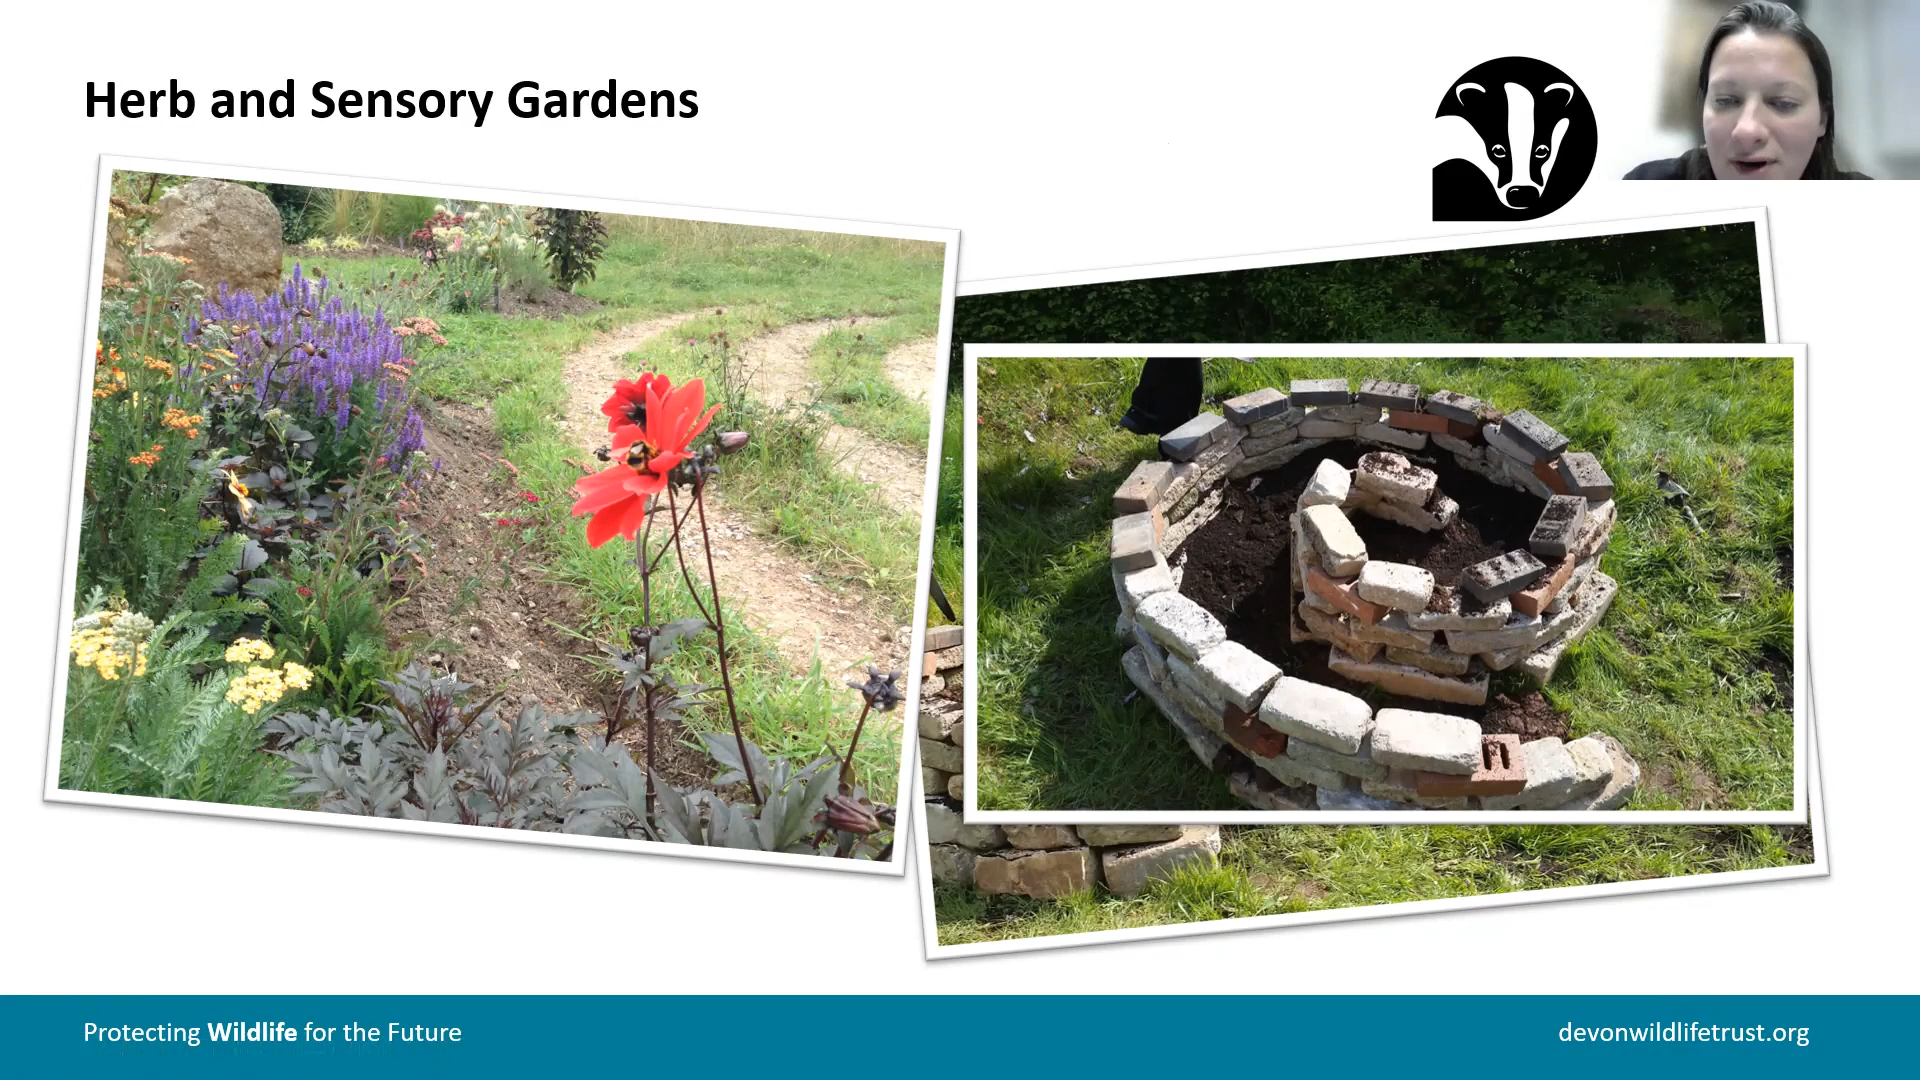 Herb and Sensory Gardens
Protecting Wildlife for the Future
devonwildlifetrust.org